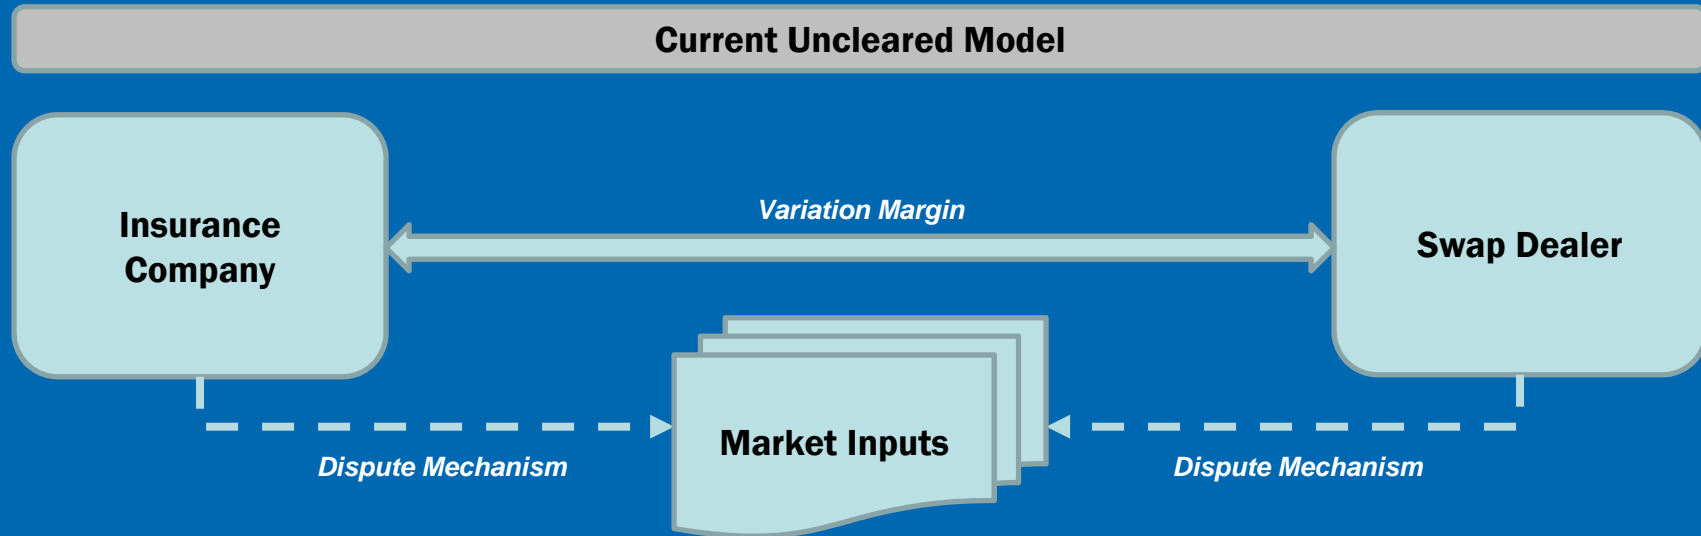 Current Uncleared Model
Insurance
Company
Variation Margin
Swap Dealer
Market Inputs
Dispute Mechanism
Dispute Mechanism